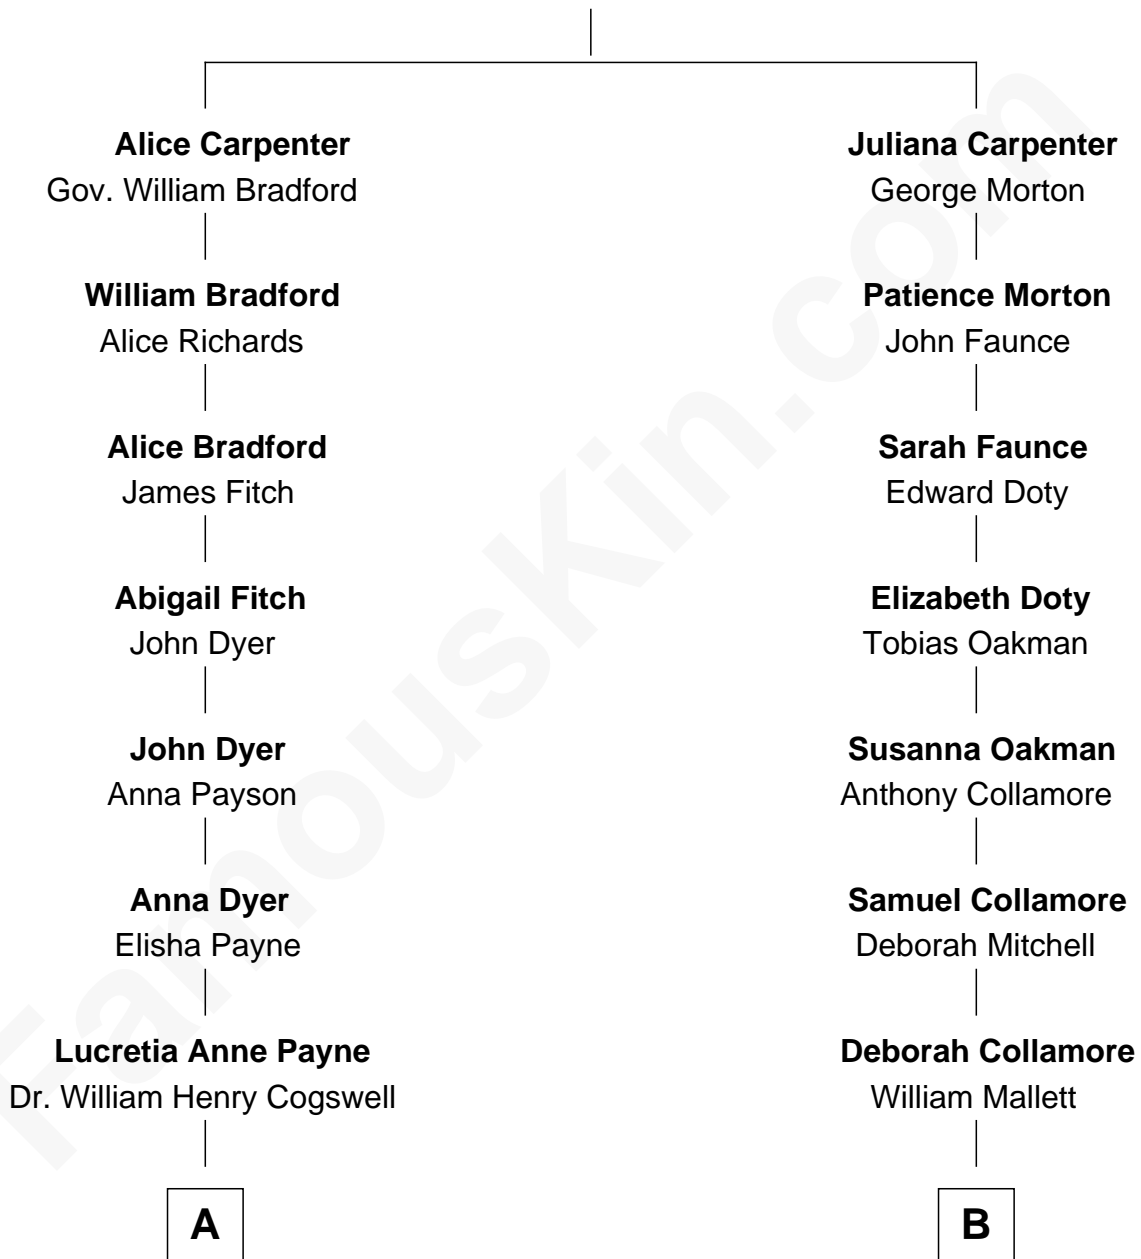 Alice Carpenter
Gov. William Bradford
William Bradford
Alice Richards
Alice Bradford
James Fitch
Abigail Fitch
John Dyer
John Dyer
Anna Payson
Anna Dyer
Elisha Payne
Lucretia Anne Payne
Dr. William Henry Cogswell
A
Juliana Carpenter
George Morton
Patience Morton
John Faunce
Sarah Faunce
Edward Doty
Elizabeth Doty
Tobias Oakman
Susanna Oakman
Anthony Collamore
Samuel Collamore
Deborah Mitchell
Deborah Collamore
William Mallett
B
FamousKin.com